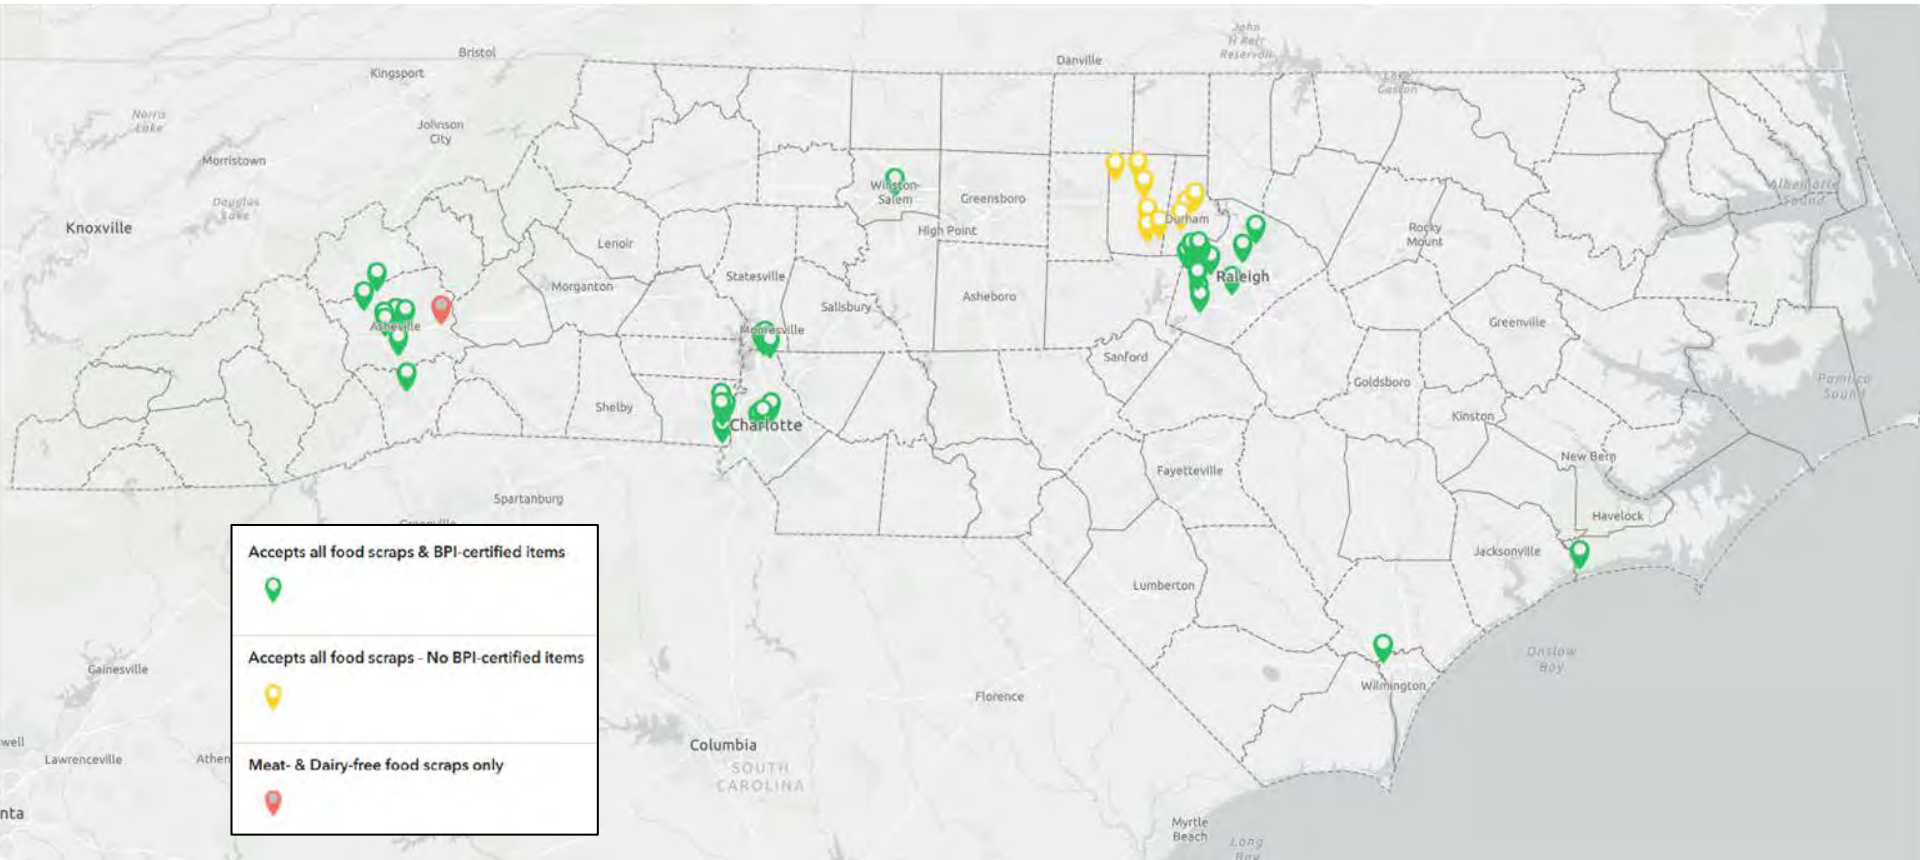 John
H Kerr
Reservoir
Bristol
Danville
Kingsport
Lake
Gaston
Norris
Lake
Johnson
City
Morristown
Winston-
Salem
Albemarle
Sound
Douglas
Lake
Greensboro
Durham
Knoxville
High Point
Rocky
Mount
Lenoir
Statesville
Raleigh
Morganton
Asheboro
Salisbury
Asheville
Mooresville
Greenville
Sanford
Goldsboro
Pamlico
Sound
Shelby
Charlotte
Kinston
New Bern
Fayetteville
Spartanburg
Greenville
Havelock
Accepts all food scraps & BPI-certified items
Jacksonville
Lumberton
Accepts all food scraps - No BPI-certified items
Onslow
Bay
Gainesville
Wilmington
Florence
well
Columbia
Lawrenceville
Athen
Meat- & Dairy-free food scraps only
SOUTH
CAROLINA
nta
Myrtle
Beach
Long
Bay